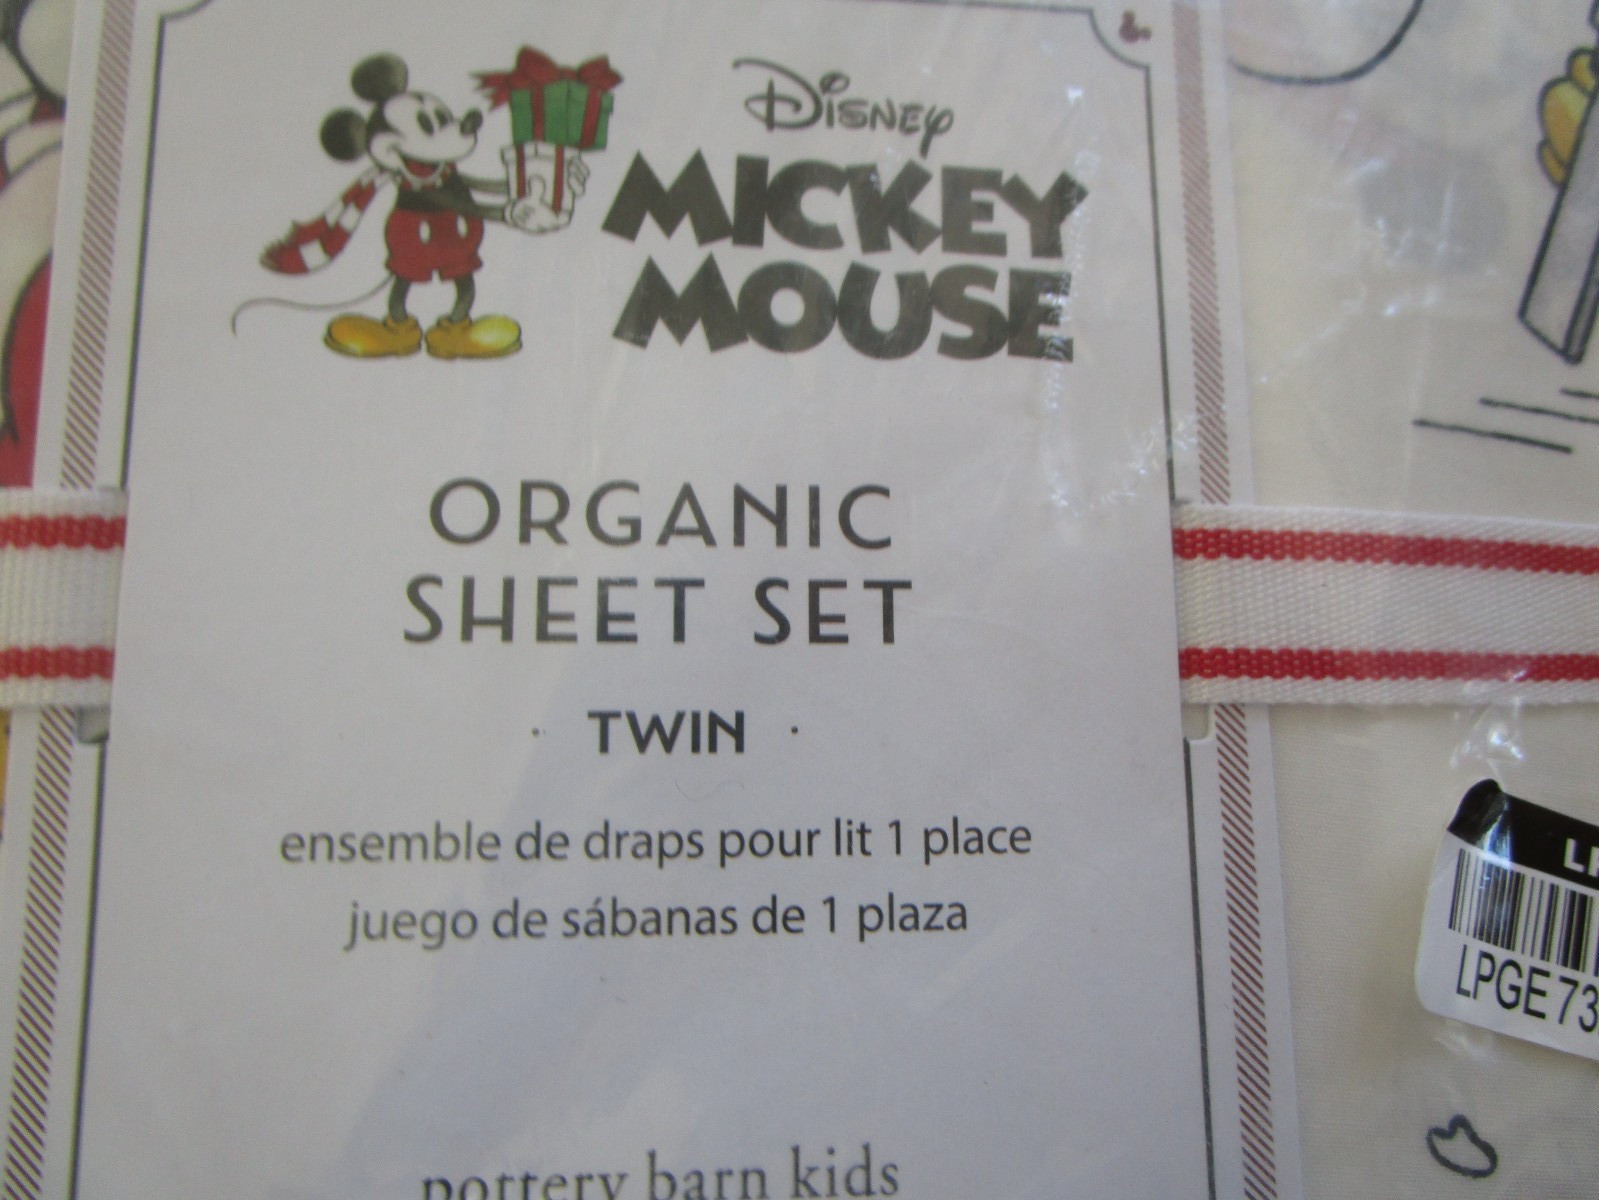 Disney
MICKEY
MOUSE
ORGANIC
SHEET SET
· TWIN ·
ensemble de draps pour lit 1 place
juego de sábanas de 1 plaza
pottery barn kids
LPGE73